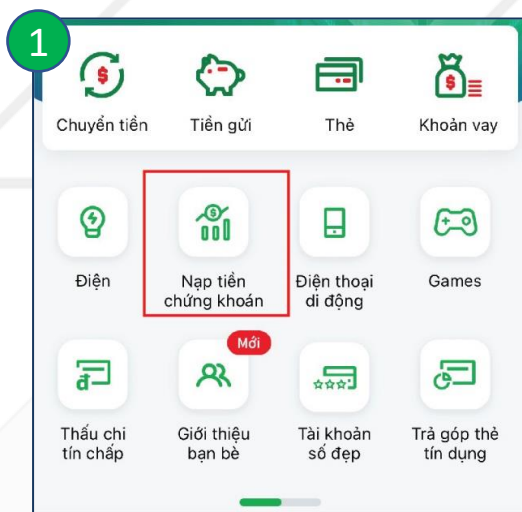 1
Chuyển tiền
Tiền gửi
Thẻ
Khoản vay
Điện
Nạp tiền
chứng khoán
Điện thoại
di động
Games
Mới
Thấu chi
tín chấp
Giới thiệu
bạn bè
Tài khoản
số đẹp
Trả góp thẻ
tín dụng